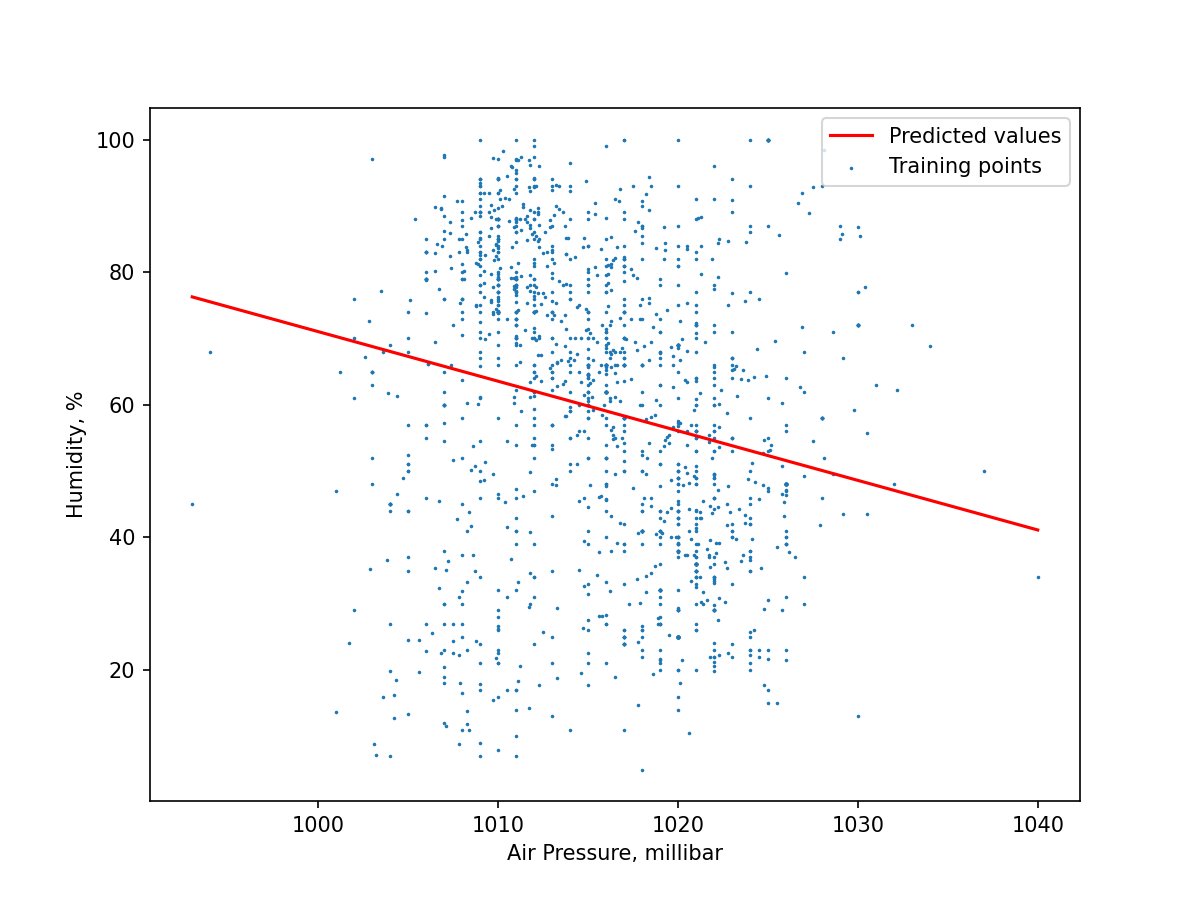 Predicted values
Training points
100
80
60
40
20
Humidity, %
1000 1010 1020 1030 1040
Air Pressure, millibar